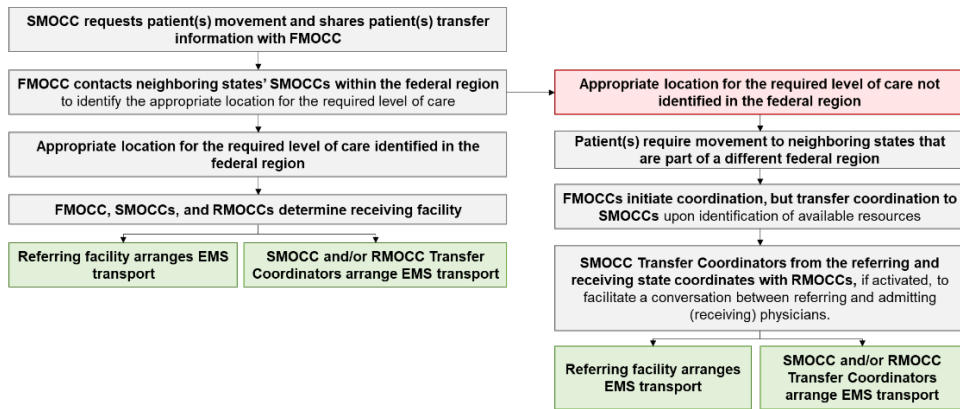 SMOCC requests patient(s) movement and shares patient(s) transfer
information with FMOCC
FMOCC contacts neighboring states' SMOCCs within the federal region
to identify the appropriate location for the required level of care
Appropriate location for the required level of care identified in the
federal region
FMOCC, SMOCCs, and RMOCCs determine receiving facility
Referring facility arranges EMS
transport
SMOCC and/or RMOCC Transfer
Coordinators arrange EMS transport
Appropriate location for the required level of care not
identified in the federal region
Patient(s) require movement to neighboring states that
are part of a different federal region
FMOCCs initiate coordination, but transfer coordination to
SMOCCs upon identification of available resources
SMOCC Transfer Coordinators from the referring and
receiving state coordinates with RMOCCs, if activated, to
facilitate a conversation between referring and admitting
(receiving) physicians.
Referring facility arranges
EMS transport
SMOCC and/or RMOCC
Transfer Coordinators
arrange EMS transport